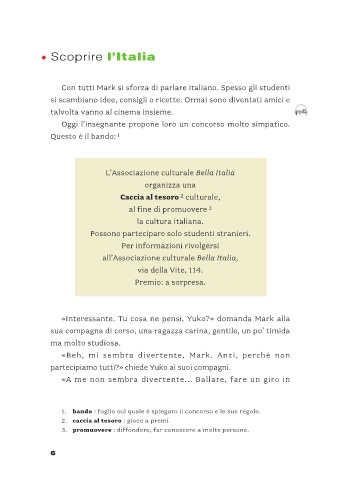 Scoprire l'Italia
Con tutti Mark si sforza di parlare italiano. Spesso gli studenti
si scambiano idee, consigli o ricette. Ormai sono diventati amici e
talvolta vanno al cinema insieme.
Oggi l'insegnante propone loro un concorso molto simpatico.
Questo è il bando: 1
L'Associazione culturale Bella Italia
organizza una
Caccia al tesoro 2 culturale,
al fine di promuovere 3
la cultura italiana.
Possono partecipare solo studenti stranieri.
Per informazioni rivolgersi
all'Associazione culturale Bella Italia,
via della Vite, 114.
Premio: a sorpresa.
«Interessante. Tu cosa ne pensi, Yuko?» domanda Mark alla
sua compagna di corso, una ragazza carina, gentile, un po' timida
ma molto studiosa.
«Beh, mi sembra divertente, Mark. Anzi, perché non
partecipiamo tutti?» chiede Yuko ai suoi compagni.
«A me non sembra divertente... Ballare, fare un giro in
1. bando : foglio sul quale è spiegato il concorso e le sue regole.
2. caccia al tesoro : gioco a premi.
3. promuovere : diffondere, far conoscere a molte persone.
6